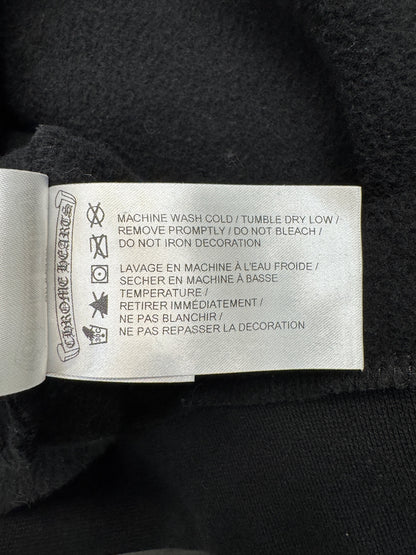 CHROME HEARTS
MACHINE WASH COLD / TUMBLE DRY LOW /
REMOVE PROMPTLY / DO NOT BLEACH /
DO NOT IRON DECORATION
LAVAGE EN MACHINE À L'EAU FROIDE /
SECHER EN MACHINE À BASSE
TEMPERATURE /
RETIRER IMMÉDIATEMENT /
NE PAS BLANCHIR /
NE PAS REPASSER LA DECORATION